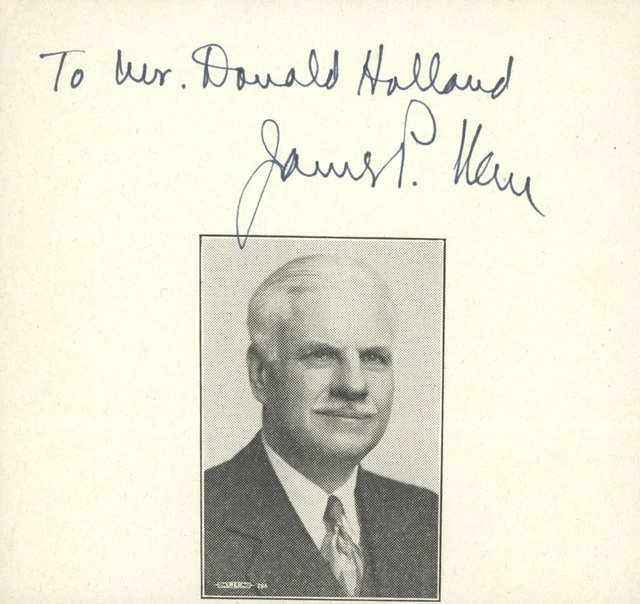 To Mr. Donald Holland
James P. Kem